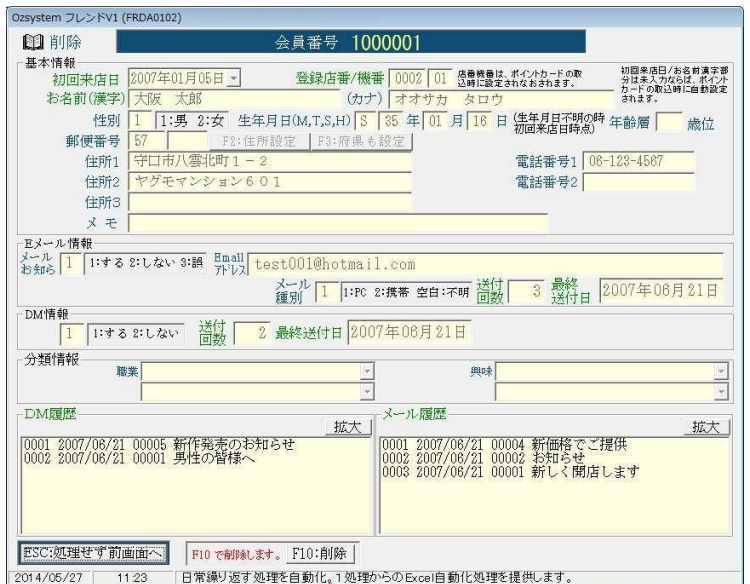 Ozsystem フレンドV1 (FRDA0102)
削除 会員番号 1000001
基本情報
初回来店日 2007年01月05日 登録店番/機番 0002 01 店番機番は、ポイントカードの取込時に設定されなおされます。 初回来店日/お名前漢字部分は未入力ならば、ポイントカードの取込時に自動設定されます。
お名前(漢字) 大阪 太郎 (カナ) オオサカ タロウ
性別 1 1:男 2:女 生年月日(M,T,S,H) S 35 年 01 月 16 日 (生年月日不明の時初回来店日時点) 年齢層 歳位
郵便番号 57 F2:住所設定 F3:府県も設定
住所1 守口市八雲北町1-2 電話番号1 06-123-4567
住所2 ヤグモマンション601 電話番号2
住所3
メ モ
Eメール情報
メールお知ら 1 1:する 2:しない 3:誤 Emailアドレス test001@hotmail.com
メール種別 1 1:PC 2:携帯 空白:不明 送付回数 3 最終送付日 2007年06月21日
DM情報
1 1:する 2:しない 送付回数 2 最終送付日 2007年06月21日
分類情報
職業 興味
DM履歴 拡大
0001 2007/06/21 00005 新作発売のお知らせ
0002 2007/06/21 00001 男性の皆様へ
メール履歴 拡大
0001 2007/06/21 00004 新価格でご提供
0002 2007/06/21 00002 お知らせ
0003 2007/06/21 00001 新しく開店します
ESC:処理せず前画面へ F10で削除します。 F10:削除
2014/05/27 11:23 日常繰り返す処理を自動化。1処理からのExcel自動化処理を提供します。